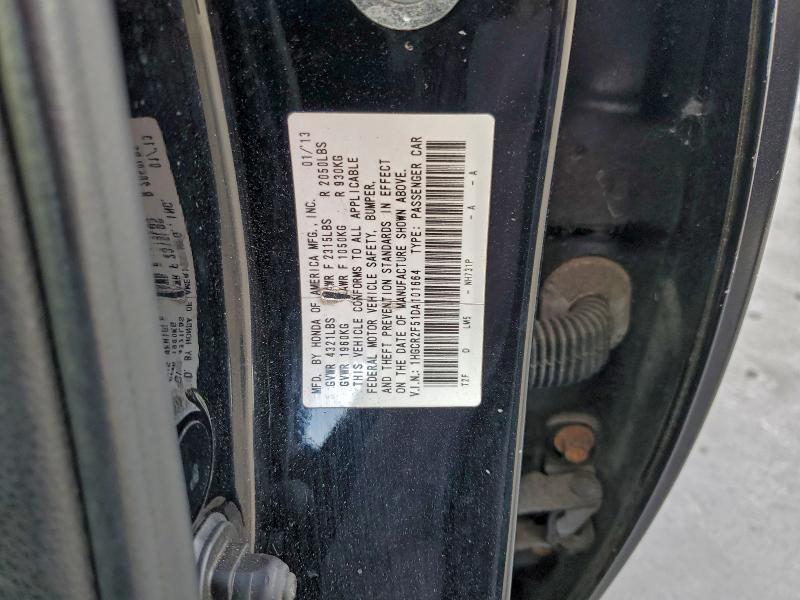 MFD. BY HONDA OF AMERICA MFG., INC. 01/13
GVWR 4321LBS GAWR F 2315LBS R 2050LBS
GVWR 1960KG GAWR F 1050KG R 930KG
THIS VEHICLE CONFORMS TO ALL APPLICABLE
FEDERAL MOTOR VEHICLE SAFETY, BUMPER,
AND THEFT PREVENTION STANDARDS IN EFFECT
ON THE DATE OF MANUFACTURE SHOWN ABOVE.
V.I.N.: 1HGCR2F51DA101664 TYPE: PASSENGER CAR
T2F D LM5 - NH731P - A - A
01/13